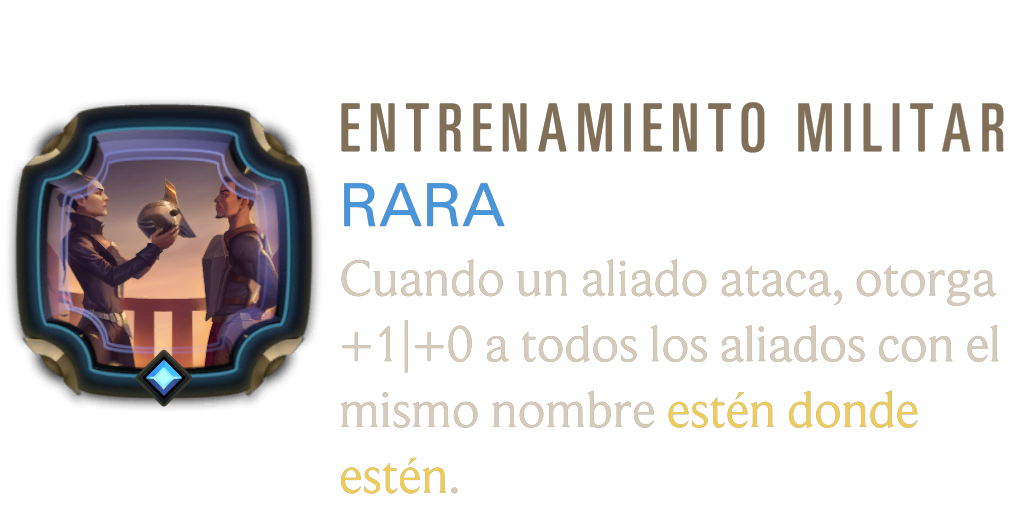 ENTRENAMIENTO MILITAR
RARA
Cuando un aliado ataca, otorga
+1|+0 a todos los aliados con el
mismo nombre estén donde
estén.